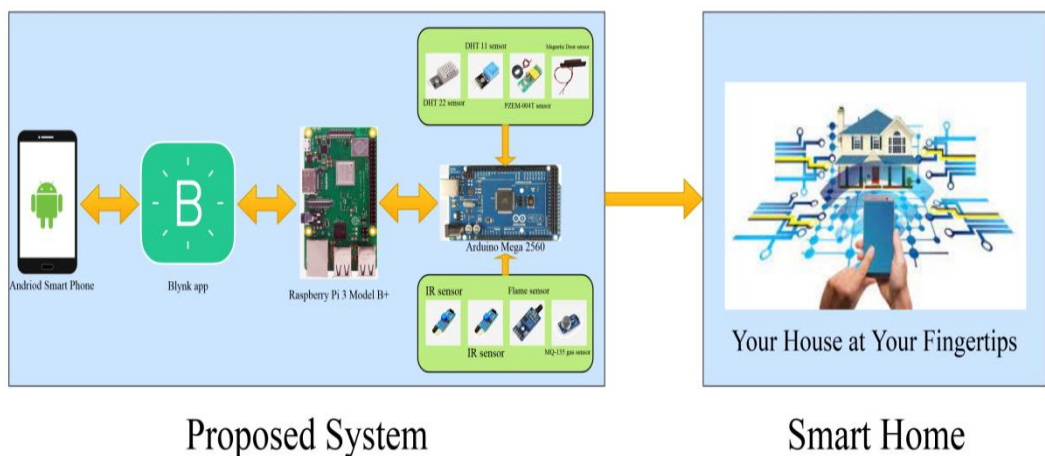 DHT 11 sensor
Magnetic Door sensor
DHT 22 sensor
PZEM-004T sensor
B
Andriod Smart Phone
Blynk app
Raspberry Pi 3 Model B+
Arduino Mega 2560
IR sensor
Flame sensor
IR sensor
MQ-135 gas sensor
Your House at Your Fingertips
Proposed System
Smart Home